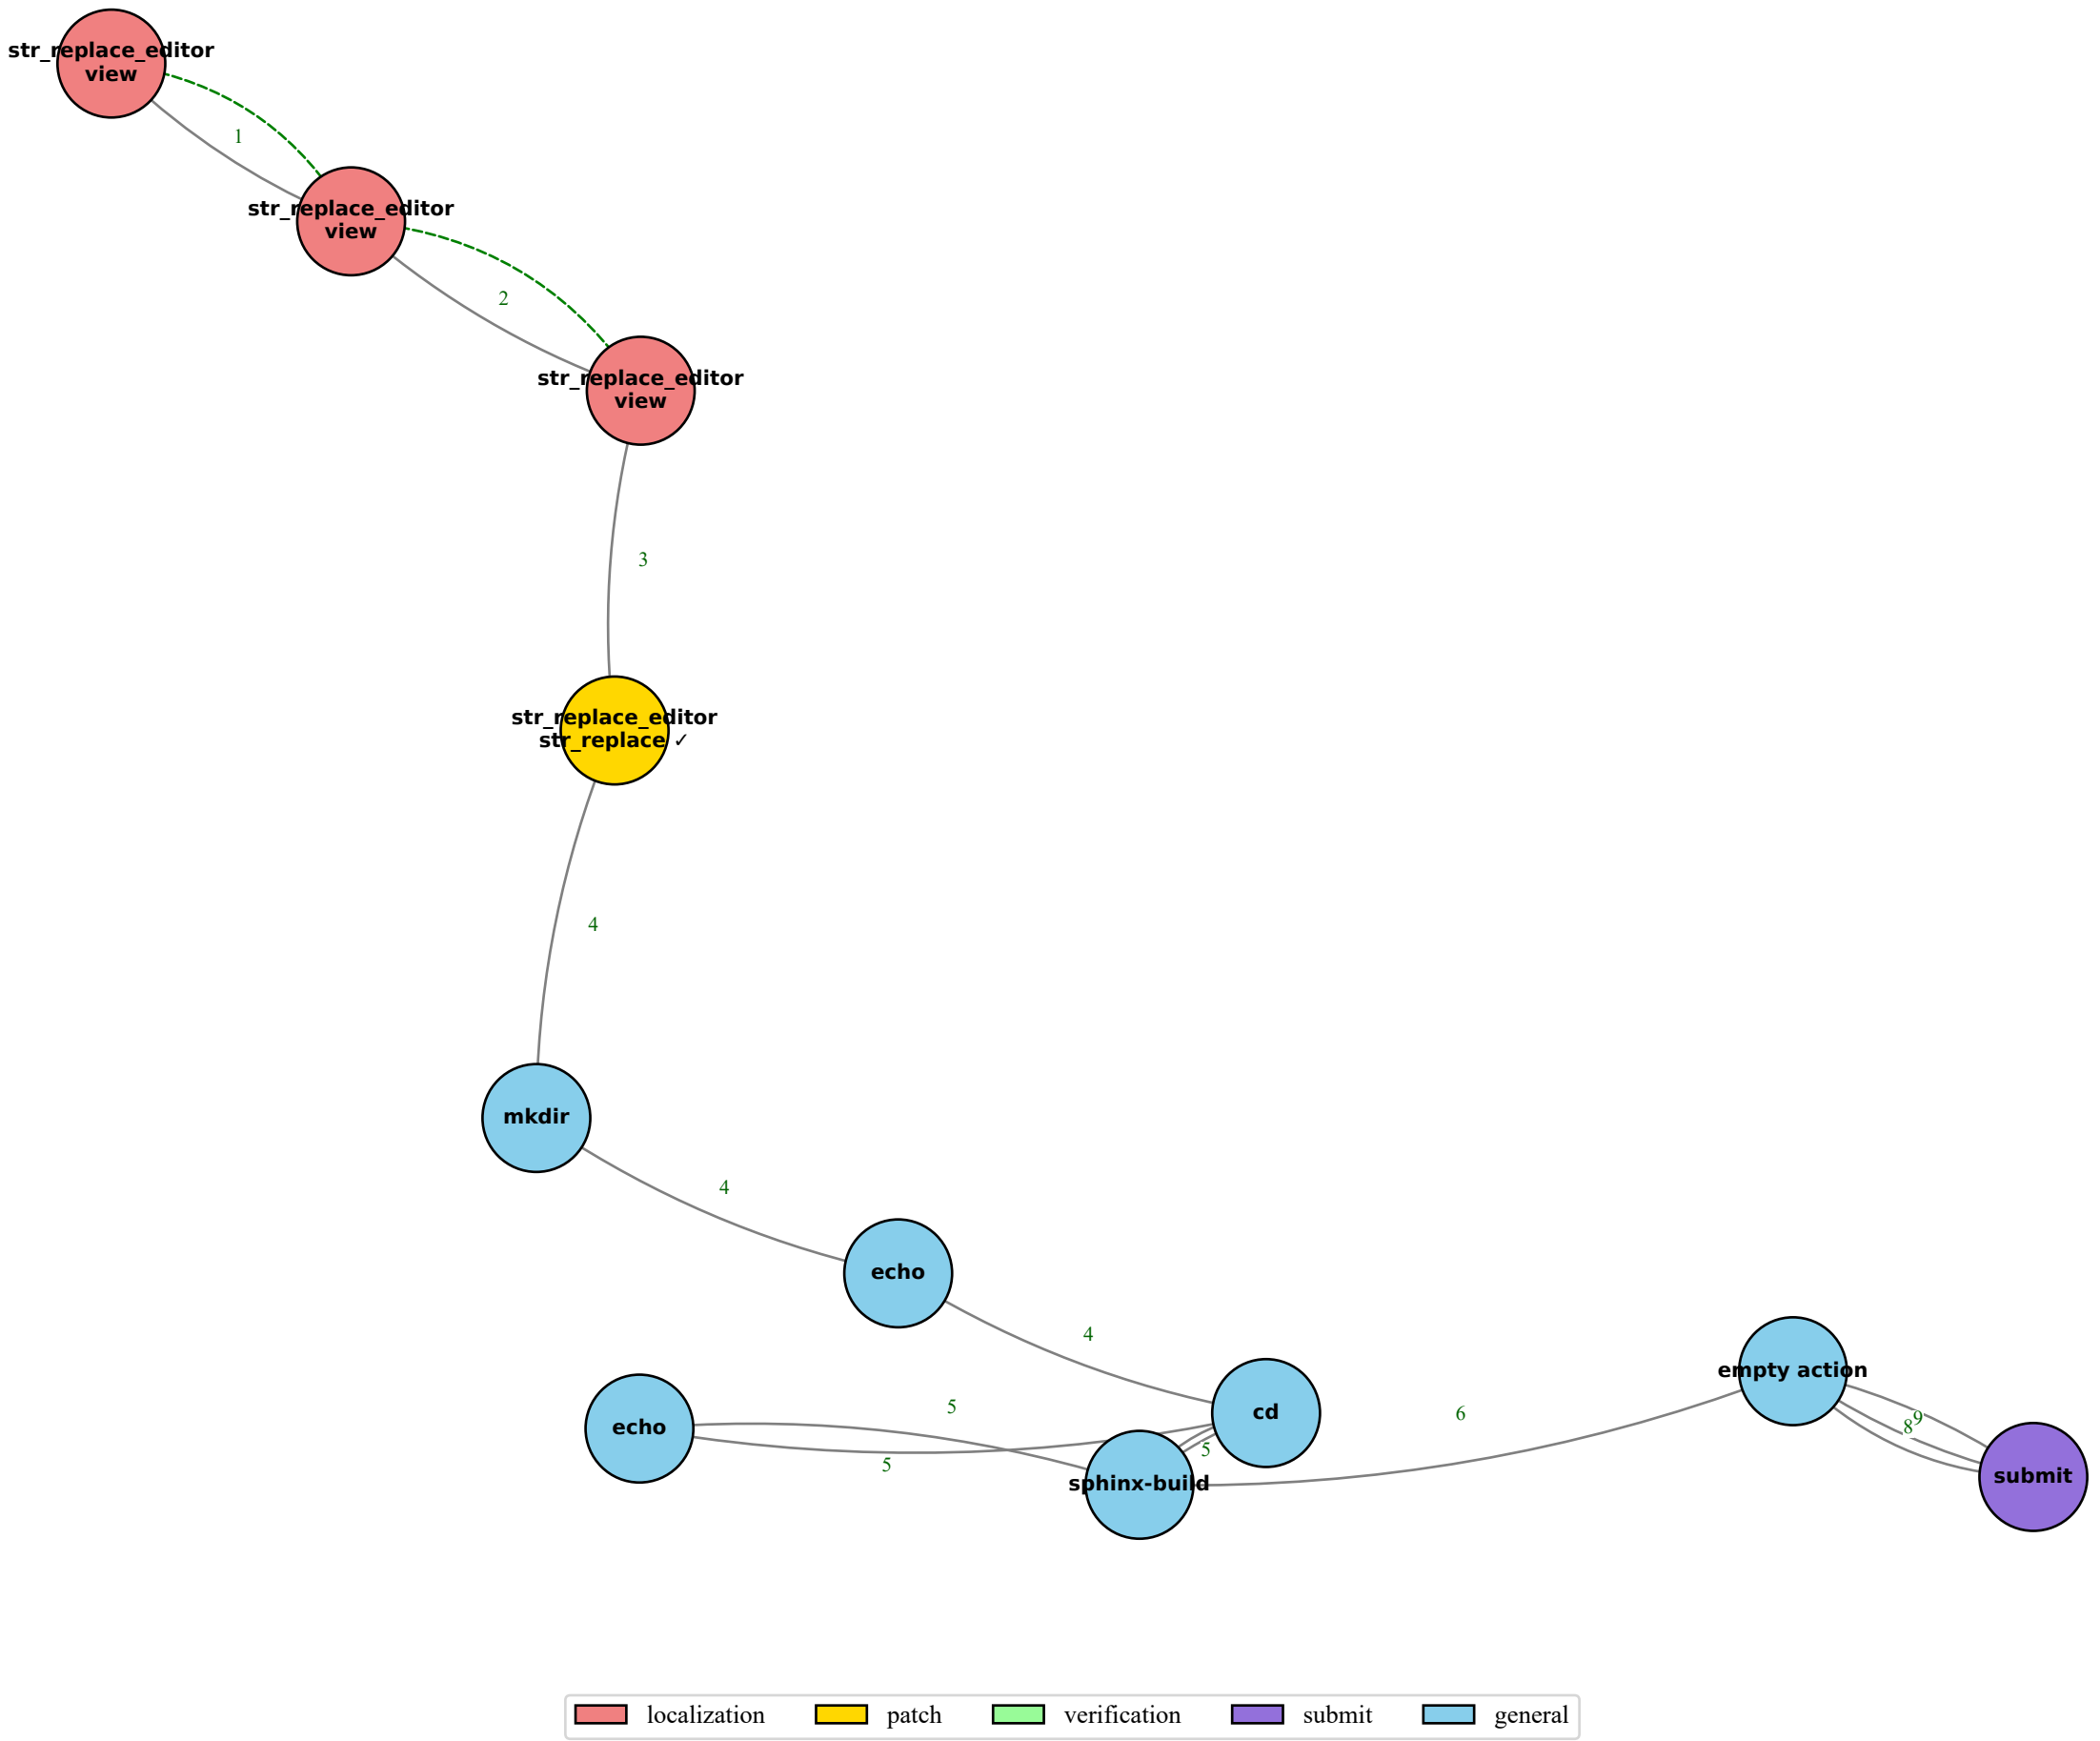 str_replace_editor
view
1
str_replace_editor
view
2
str_replace_editor
view
3
str_replace_editor
str_replace ✓
4
mkdir
4
echo
4
cd
empty action
5
6
9
8
echo
5
5
sphinx-build
submit
localization
patch
verification
submit
general